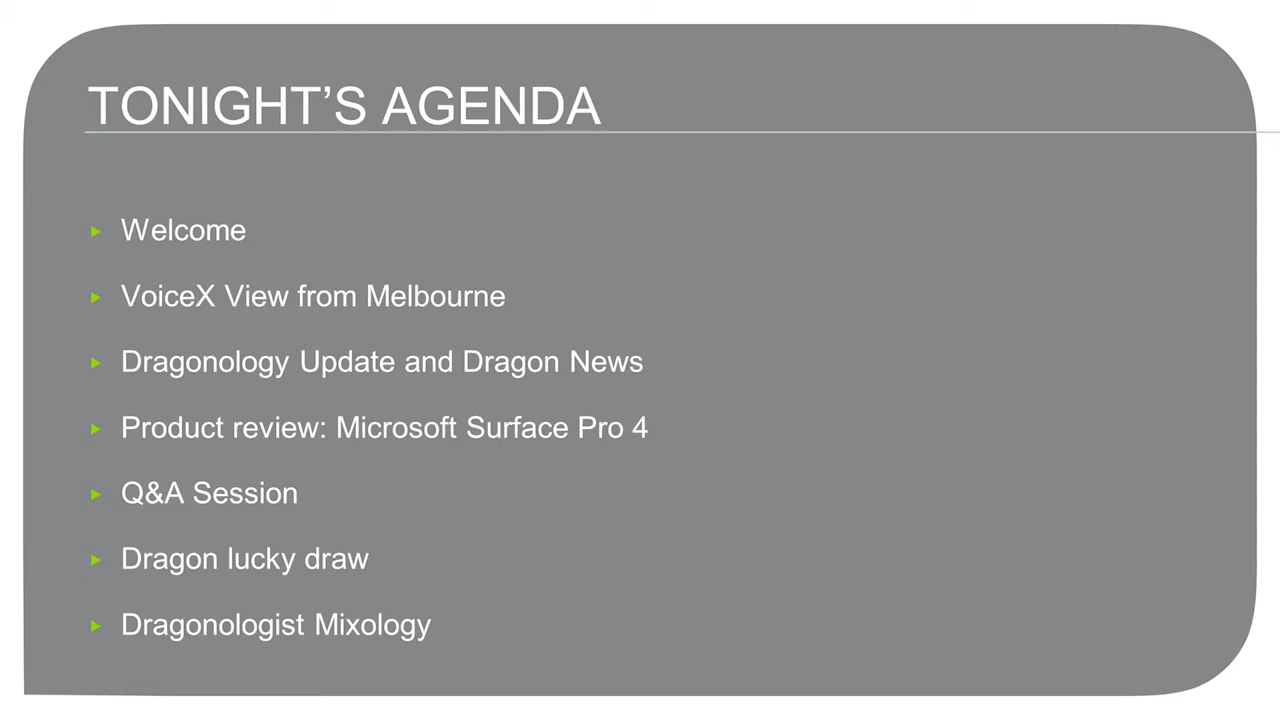 TONIGHT’S AGENDA
Welcome
VoiceX View from Melbourne
Dragonology Update and Dragon News
Product review: Microsoft Surface Pro 4
Q&A Session
Dragon lucky draw
Dragonologist Mixology